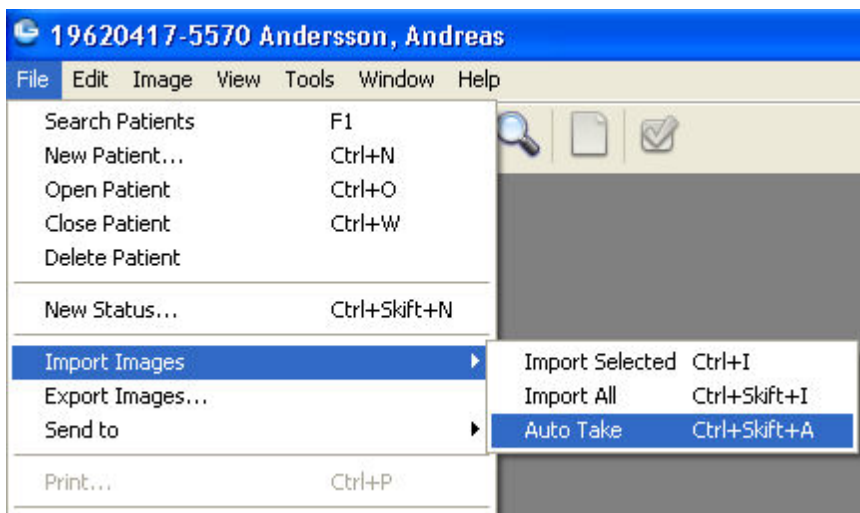 19620417-5570 Andersson, Andreas
File Edit Image View Tools Window Help
Search Patients F1
New Patient... Ctrl+N
Open Patient Ctrl+O
Close Patient Ctrl+W
Delete Patient
New Status... Ctrl+Skift+N
Import Images
Export Images...
Send to
Print... Ctrl+P
Import Selected Ctrl+I
Import All Ctrl+Skift+I
Auto Take Ctrl+Skift+A